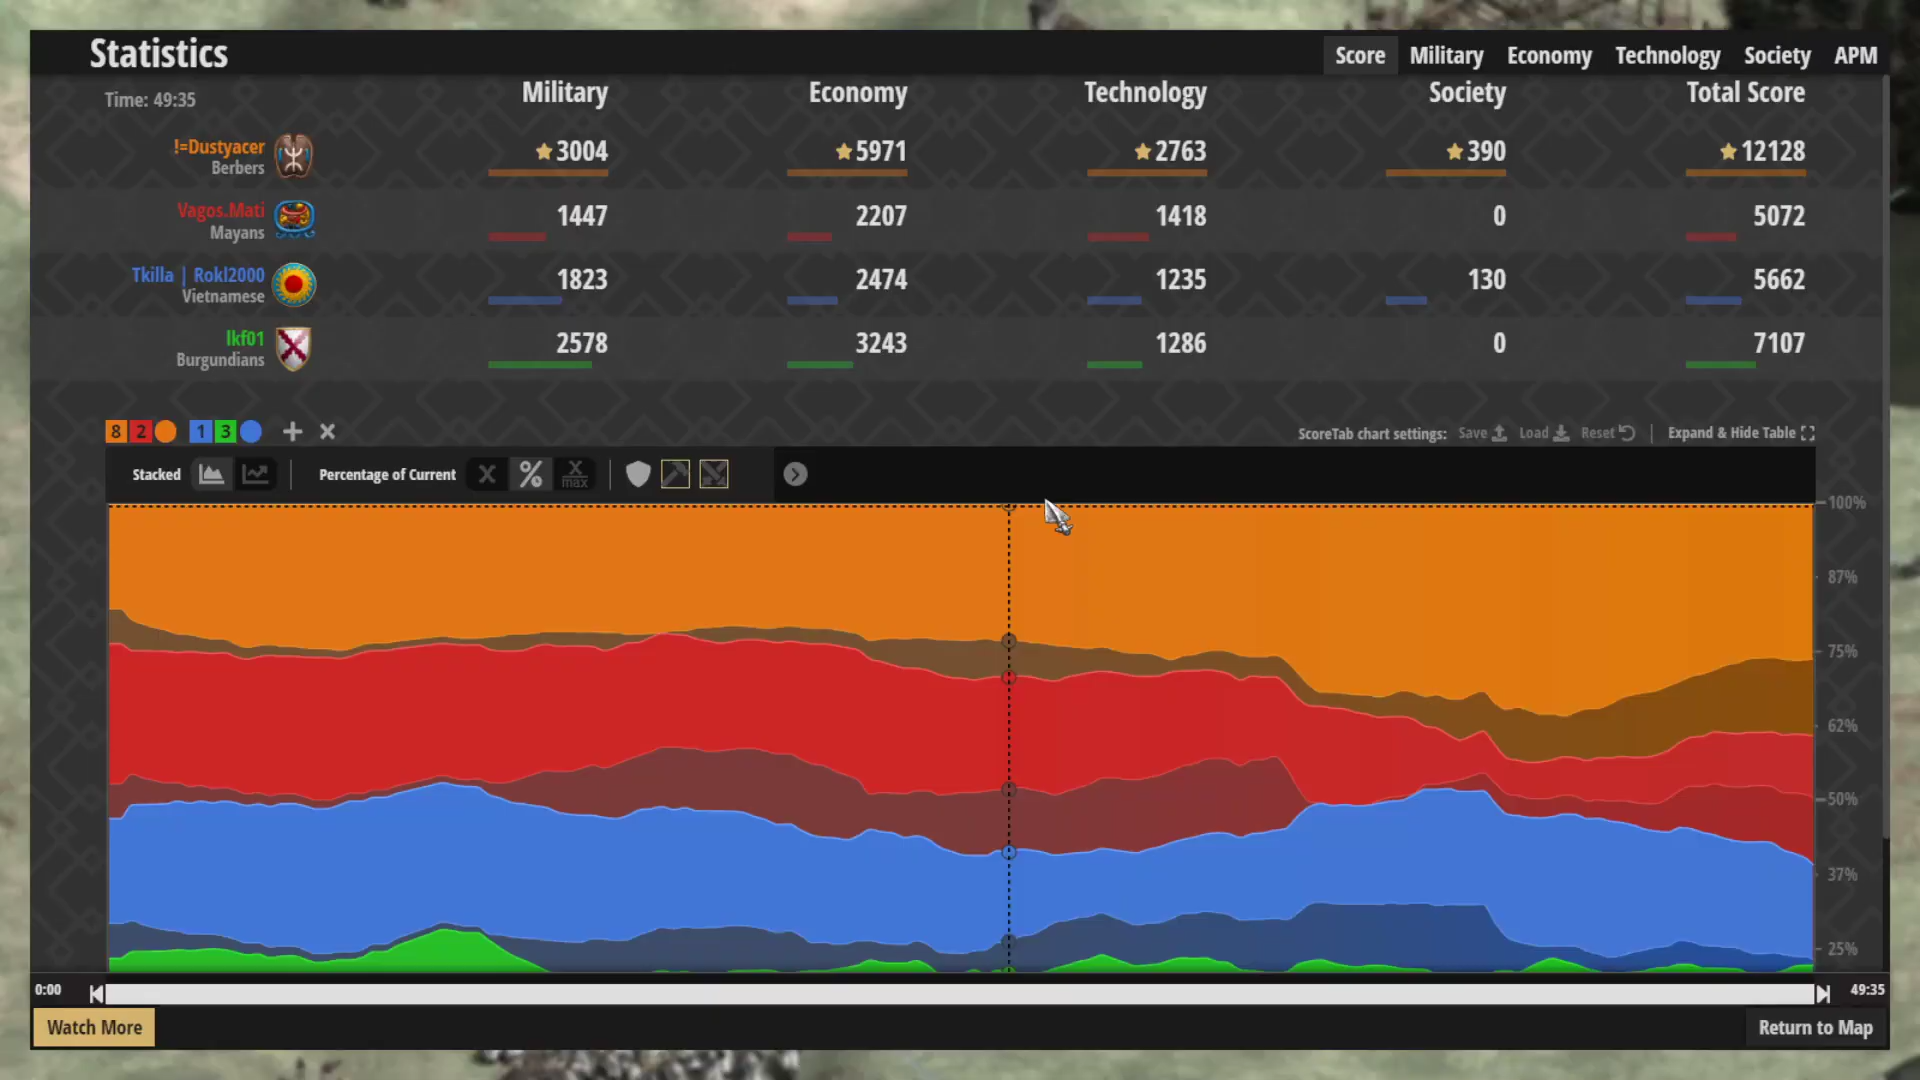 Statistics
Score Military Economy Technology Society APM
Time: 49:35 Military Economy Technology Society Total Score
!=Dustyacer
Berbers
3004 5971 2763 390 12128
Vagos.Mati
Mayans
1447 2207 1418 0 5072
Tkilla | Rokl2000
Vietnamese
1823 2474 1235 130 5662
lkf01
Burgundians
2578 3243 1286 0 7107
8 2 1 3
ScoreTab chart settings: Save Load Reset | Expand & Hide Table
Stacked Percentage of Current X % X max
100%
87%
75%
62%
50%
37%
25%
0:00 49:35
Watch More Return to Map